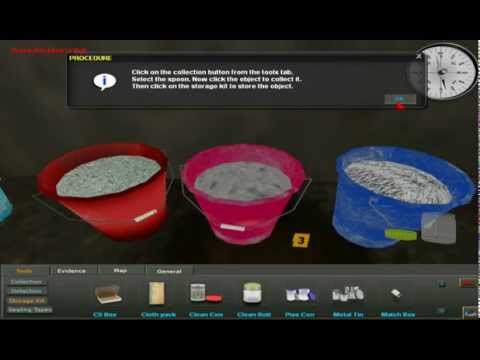 PROCEDURE
X
Click on the collection button from the tools tab.
Select the spoon. Now click the object to collect it.
Then click on the storage kit to store the object.
OK
3
Tools Evidence Map General
Collection
Detection
Storage Kit
Sealing Tapes
CS Box Cloth pack Clean Con Clean Bott Plas Con Metal Tin Match Box